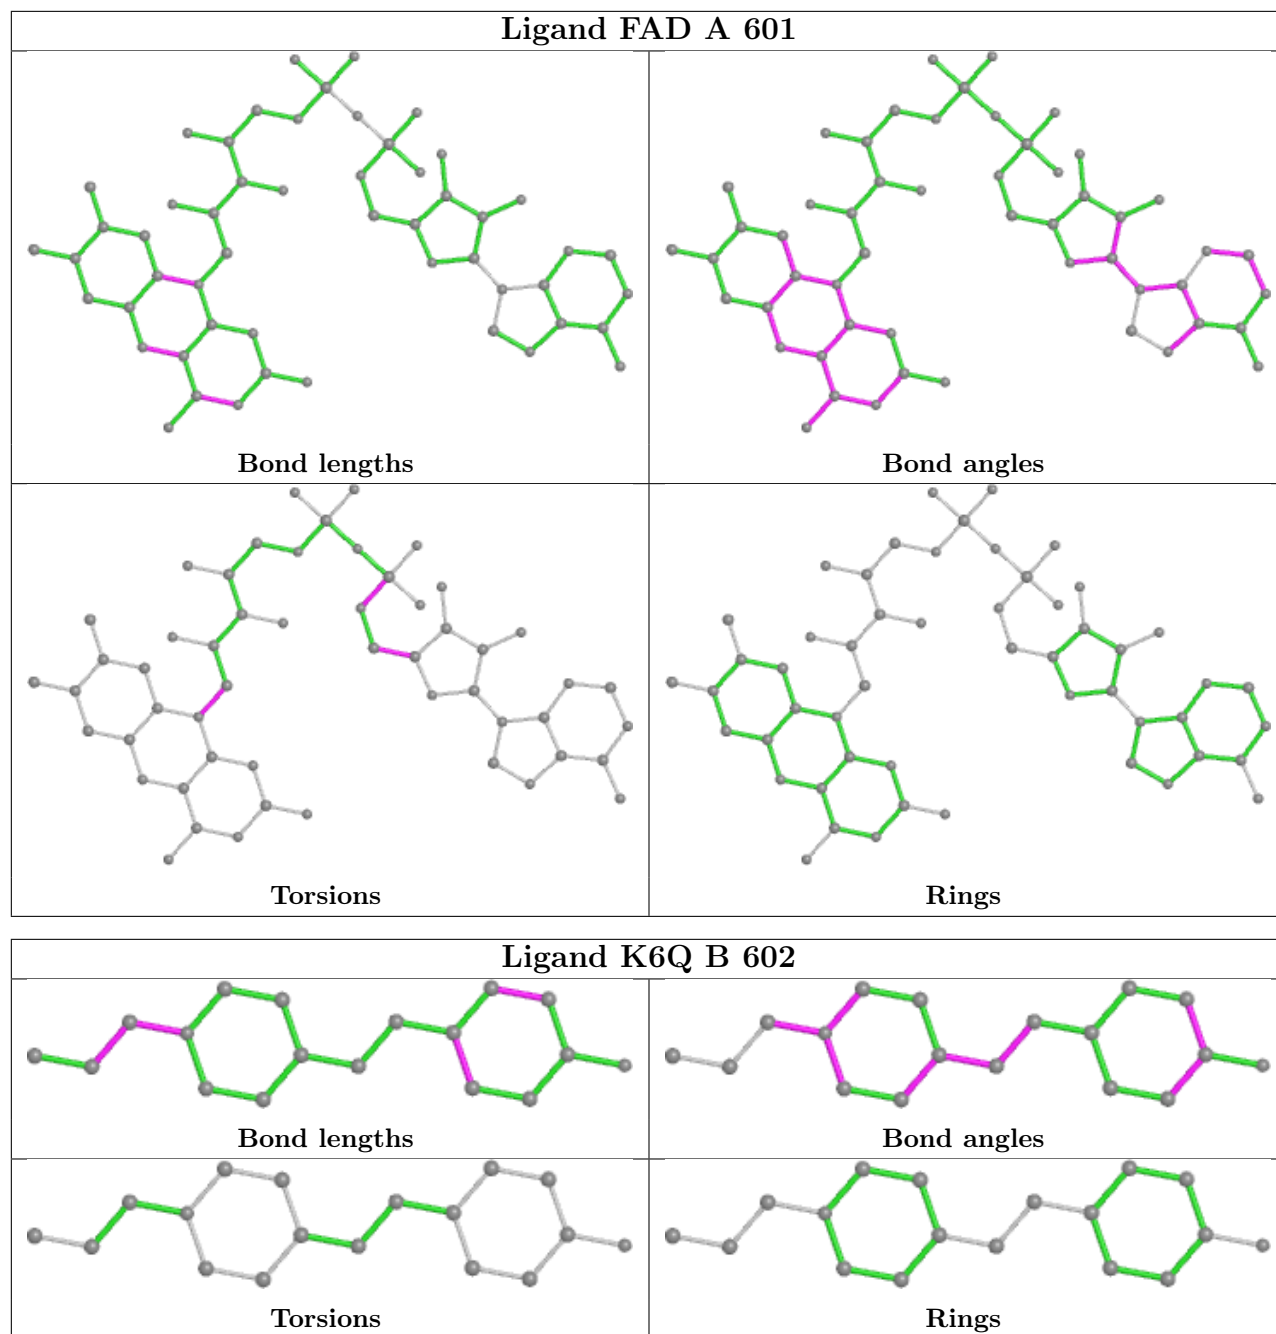 Ligand FAD A 601
Bond lengths
Bond angles
Torsions
Rings
Ligand K6Q B 602
Bond lengths
Bond angles
Torsions
Rings